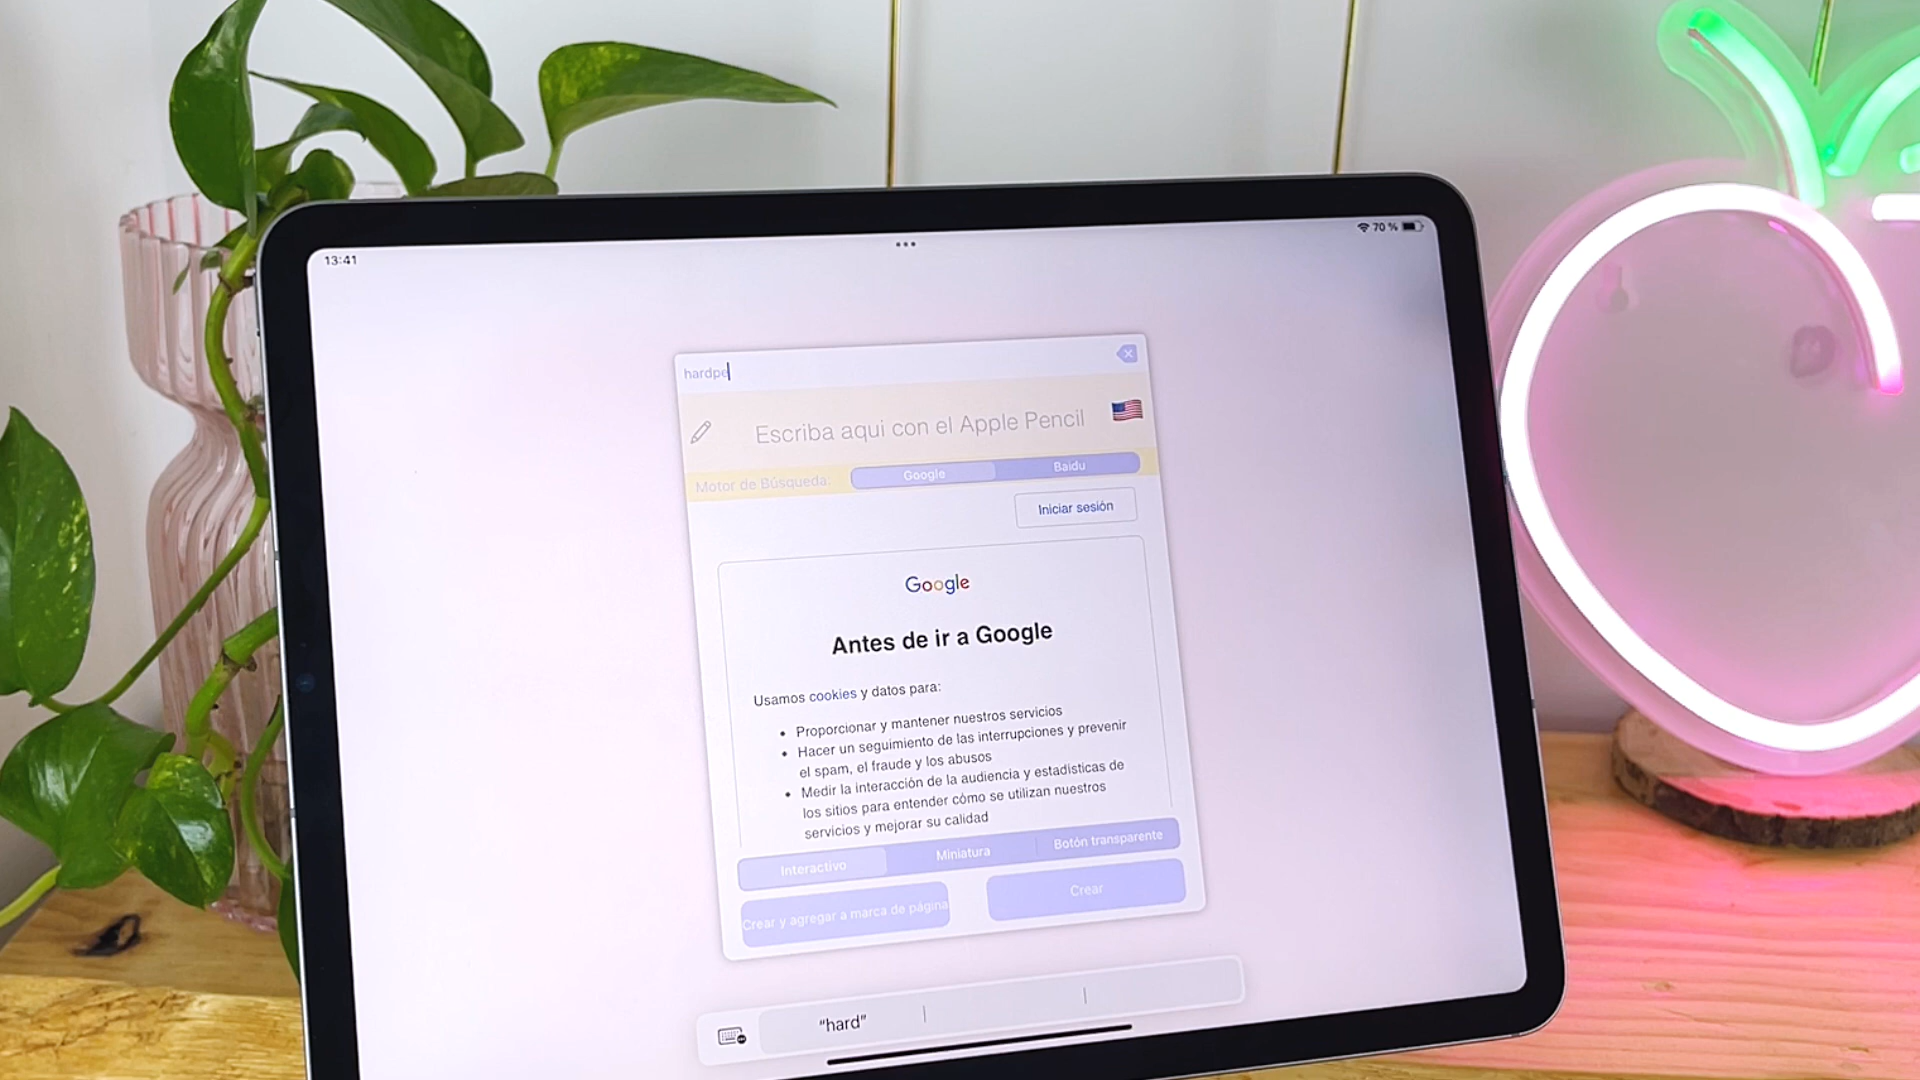 13:41
70 %
hardpe
Escriba aqui con el Apple Pencil
Motor de Búsqueda:
Google
Baidu
Iniciar sesión
Google
Antes de ir a Google
Usamos cookies y datos para:
• Proporcionar y mantener nuestros servicios
• Hacer un seguimiento de las interrupciones y prevenir
el spam, el fraude y los abusos
• Medir la interacción de la audiencia y estadísticas de
los sitios para entender cómo se utilizan nuestros
servicios y mejorar su calidad
Interactivo
Miniatura
Botón transparente
Crear y agregar a marca de página
Crear
"hard"